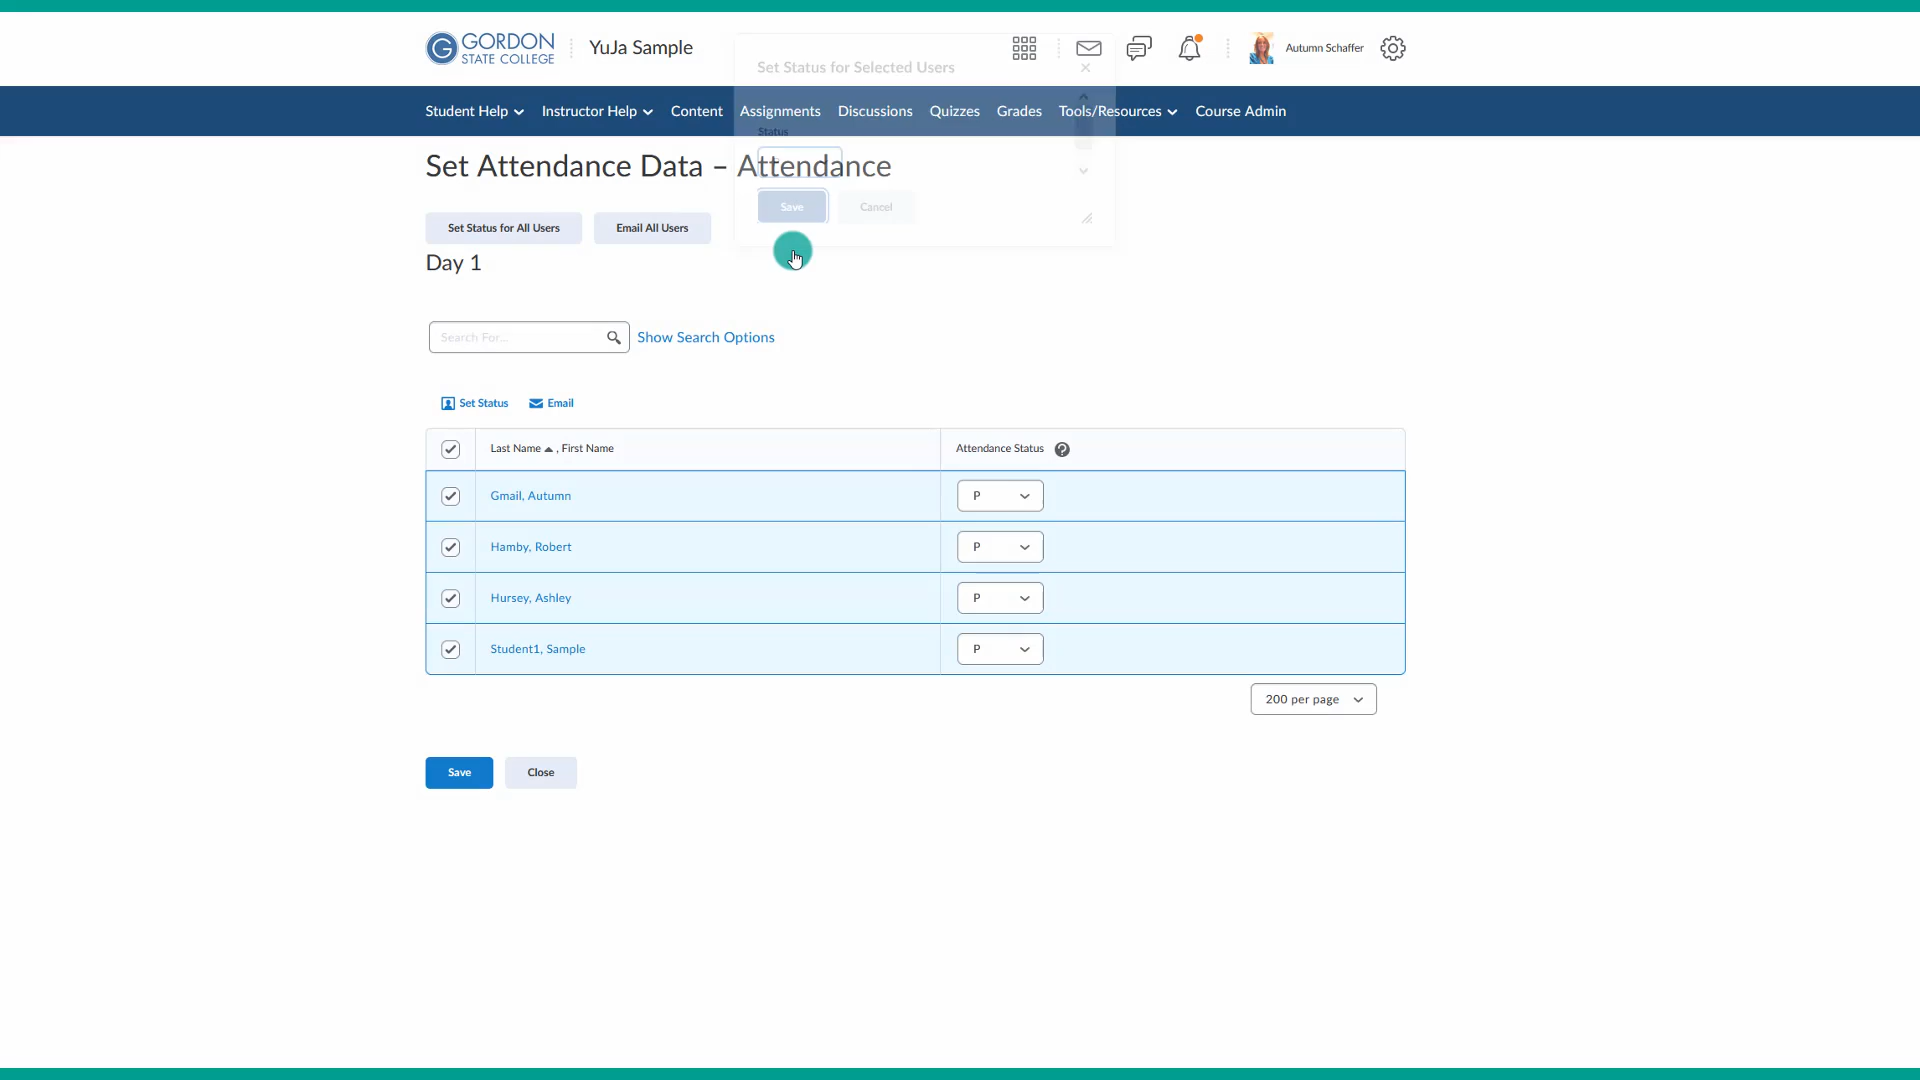 GORDON
STATE COLLEGE
YuJa Sample
Autumn Schaffer
Set Status for Selected Users
Student Help
Instructor Help
Content
Assignments
Discussions
Quizzes
Grades
Tools/Resources
Course Admin
Status
Set Attendance Data – Attendance
Save
Cancel
Set Status for All Users
Email All Users
Day 1
Search For...
Show Search Options
Set Status
Email
Last Name , First Name
Attendance Status
Gmail, Autumn
P
Hamby, Robert
P
Hursey, Ashley
P
Student1, Sample
P
200 per page
Save
Close